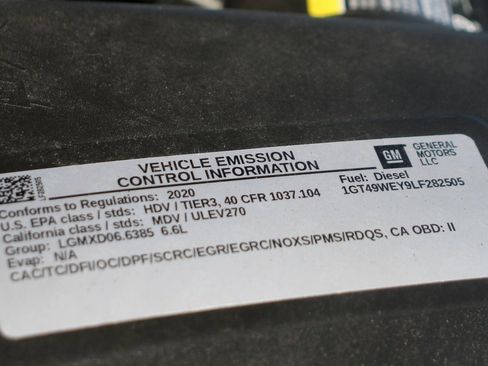 VEHICLE EMISSION
CONTROL INFORMATION
GM
GENERAL
MOTORS
LLC
Conforms to Regulations: 2020
Fuel: Diesel
U.S. EPA class / stds: HDV / TIER3, 40 CFR 1037.104
1GT49WEY9LF282505
California class / stds: MDV / ULEV270
Group: LGMXD06.6385 6.6L
Evap: N/A
CAC/TC/DFI/OC/DPF/SCRC/EGR/EGRC/NOXS/PMS/RDQS, CA OBD: II